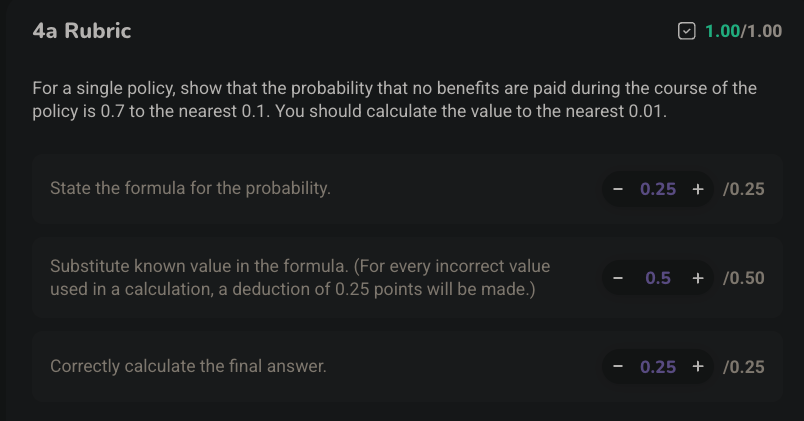 4a Rubric
1.00/1.00
For a single policy, show that the probability that no benefits are paid during the course of the
policy is 0.7 to the nearest 0.1. You should calculate the value to the nearest 0.01.
State the formula for the probability.
− 0.25 + /0.25
Substitute known value in the formula. (For every incorrect value
used in a calculation, a deduction of 0.25 points will be made.)
− 0.5 + /0.50
Correctly calculate the final answer.
− 0.25 + /0.25